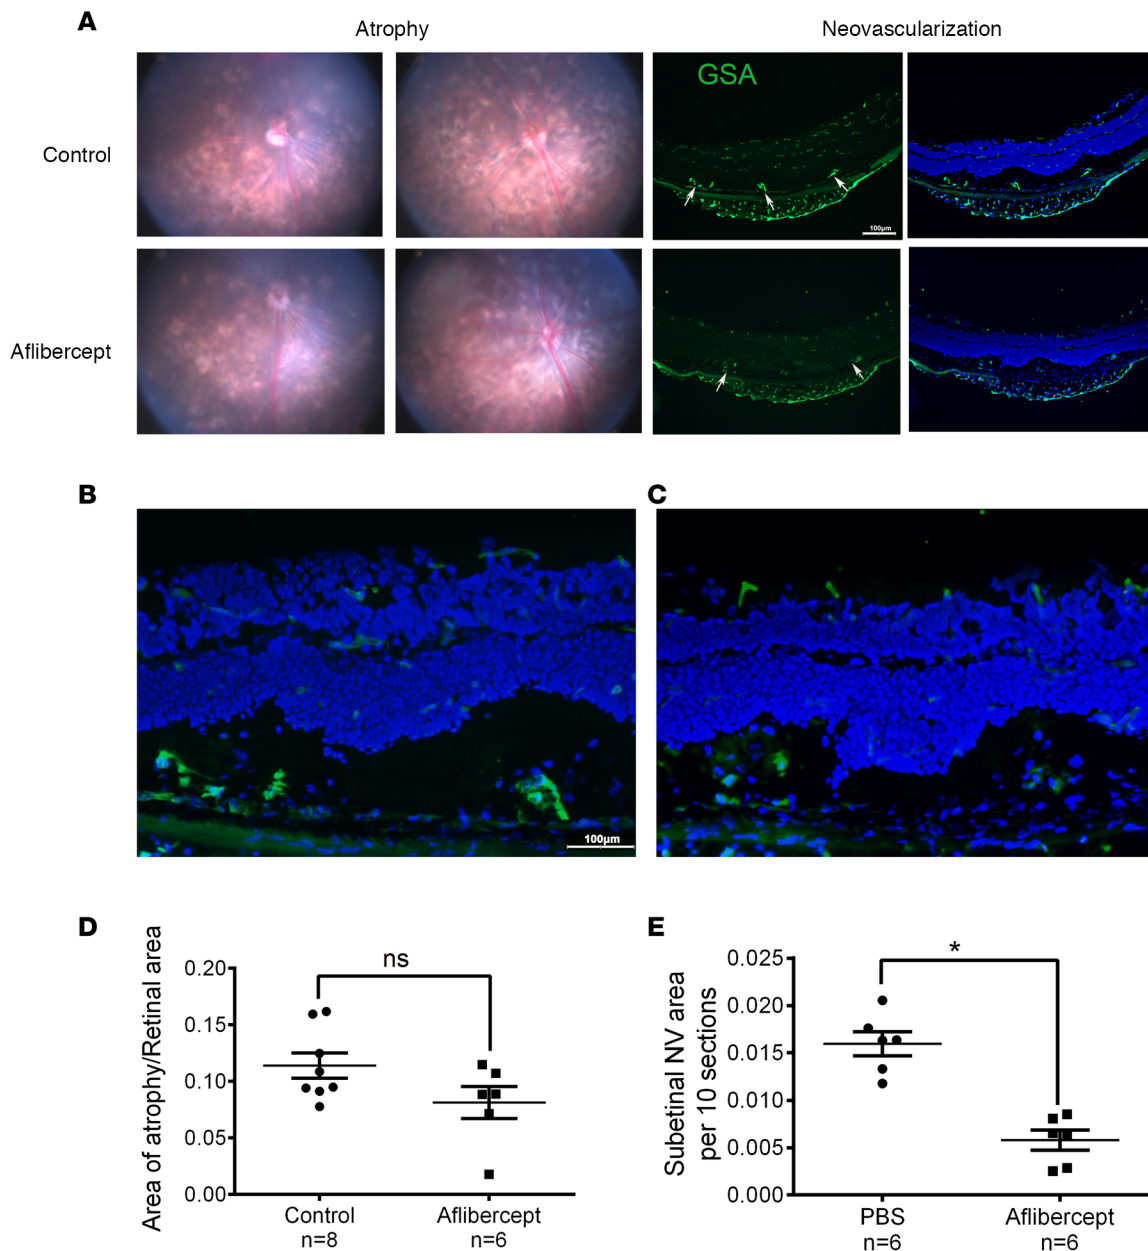 A
Atrophy
Neovascularization
Control
GSA
100µm
Aflibercept
B
C
100µm
D
Area of atrophy/Retinal area
0.20
0.15
0.10
0.05
0.00
ns
Control
n=8
Aflibercept
n=6
E
Subetinal NV area
per 10 sections
0.025
0.020
0.015
0.010
0.005
0.000
*
PBS
n=6
Aflibercept
n=6